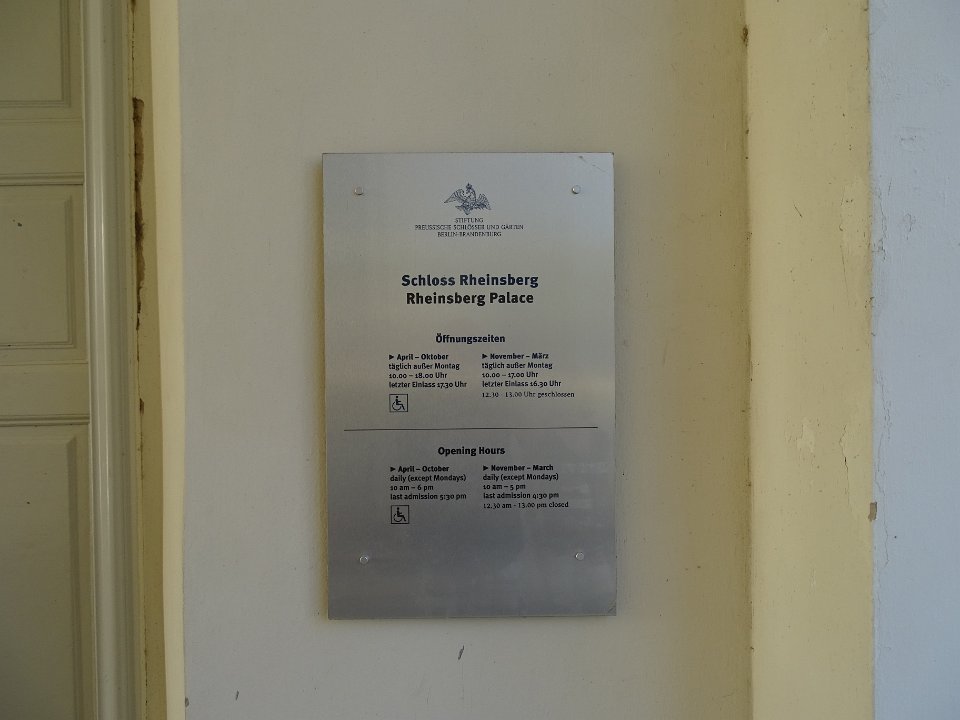 STIFTUNG
PREUSSISCHE SCHLÖSSER UND GÄRTEN
BERLIN-BRANDENBURG
Schloss Rheinsberg
Rheinsberg Palace
Öffnungszeiten
▶ April – Oktober
täglich außer Montag
10.00 – 18.00 Uhr
letzter Einlass 17.30 Uhr
▶ November – März
täglich außer Montag
10.00 – 17.00 Uhr
letzter Einlass 16.30 Uhr
12.30 - 13.00 Uhr geschlossen
Opening Hours
▶ April – October
daily (except Mondays)
10 am – 6 pm
last admission 5:30 pm
▶ November – March
daily (except Mondays)
10 am – 5 pm
last admission 4:30 pm
12.30 am - 13.00 pm closed